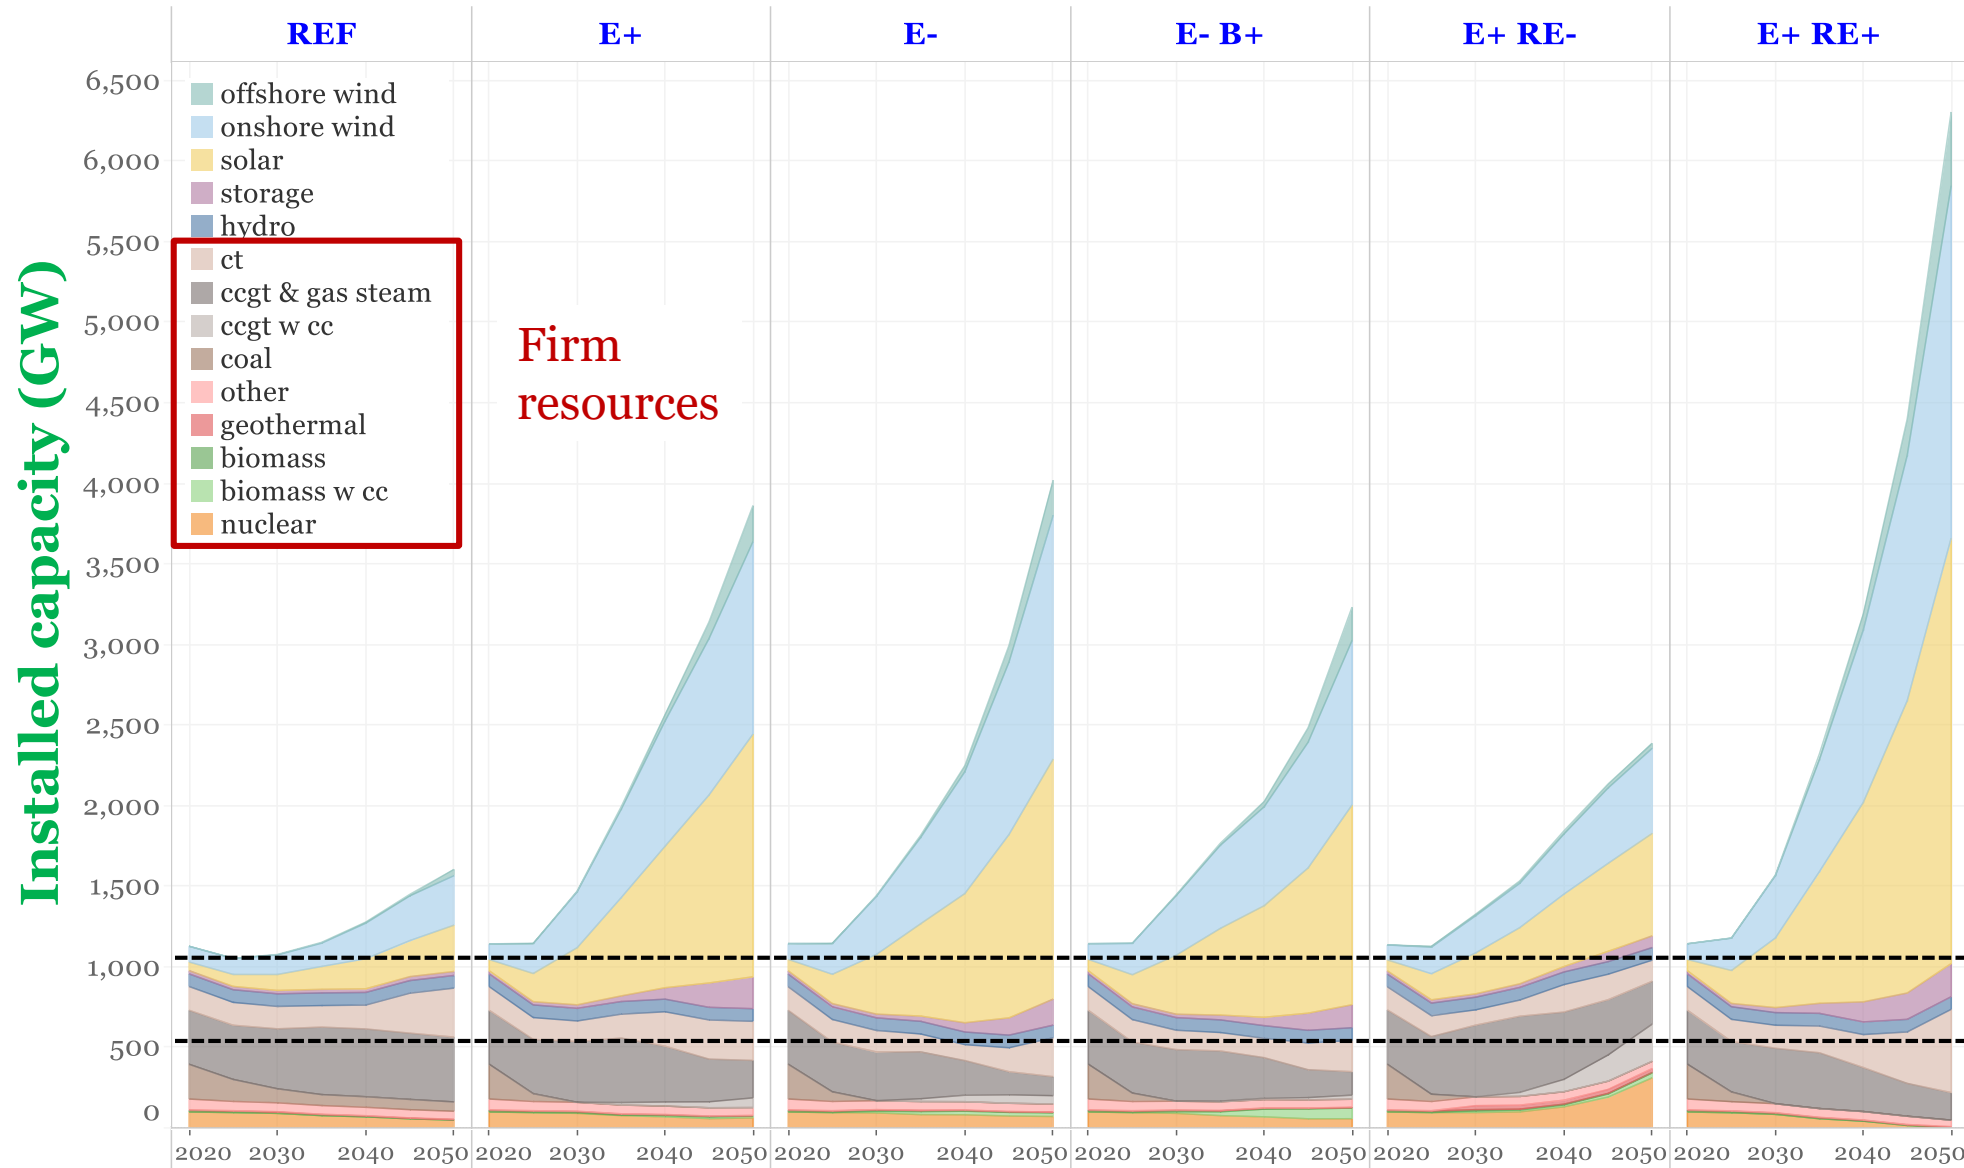 REF
E+
E-
E- B+
E+ RE-
E+ RE+
Installed capacity (GW)
6,500
6,000
5,500
5,000
4,500
4,000
3,500
3,000
2,500
2,000
1,500
1,000
500
0
offshore wind
onshore wind
solar
storage
hydro
ct
ccgt & gas steam
ccgt w cc
coal
other
geothermal
biomass
biomass w cc
nuclear
Firm
resources
2020 2030 2040 2050
2020 2030 2040 2050
2020 2030 2040 2050
2020 2030 2040 2050
2020 2030 2040 2050
2020 2030 2040 2050